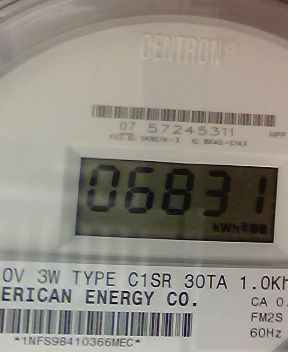 CENTRON®
07 57245311
HPP
06831
kWh
0V 3W TYPE C1SR 30TA 1.0Kh
ERICAN ENERGY CO.
CA 0.
FM2S
60Hz
*1NFS98410366MEC*